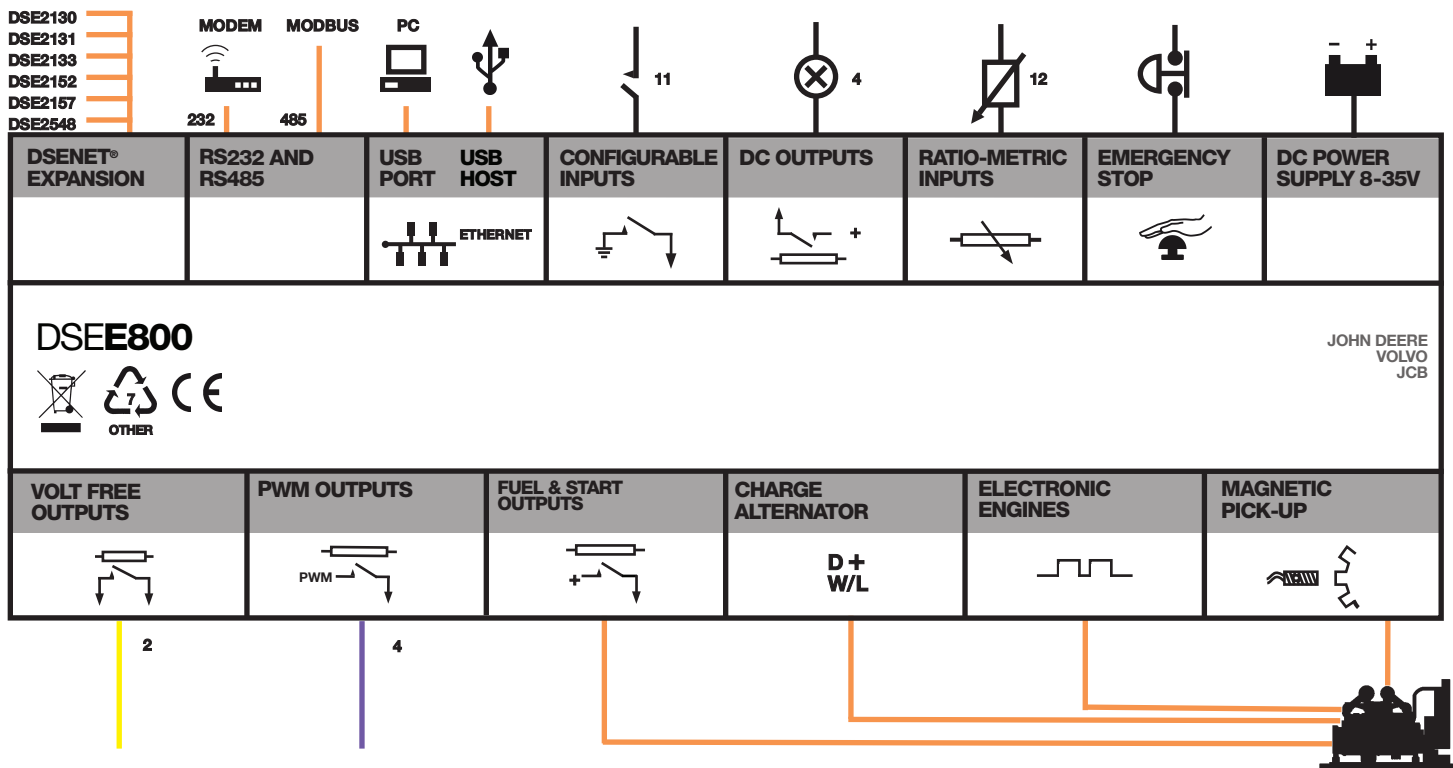 DSE2130
DSE2131
DSE2133
DSE2152
DSE2157
DSE2548
MODEM
MODBUS
PC
232
485
11
4
12
- +
DSENET®
EXPANSION
RS232 AND
RS485
USB
PORT
USB
HOST
CONFIGURABLE
INPUTS
DC OUTPUTS
RATIO-METRIC
INPUTS
EMERGENCY
STOP
DC POWER
SUPPLY 8-35V
ETHERNET
+
DSEE800
7
OTHER
CE
JOHN DEERE
VOLVO
JCB
VOLT FREE
OUTPUTS
PWM OUTPUTS
FUEL & START
OUTPUTS
CHARGE
ALTERNATOR
ELECTRONIC
ENGINES
MAGNETIC
PICK-UP
PWM
+
D+
W/L
2
4